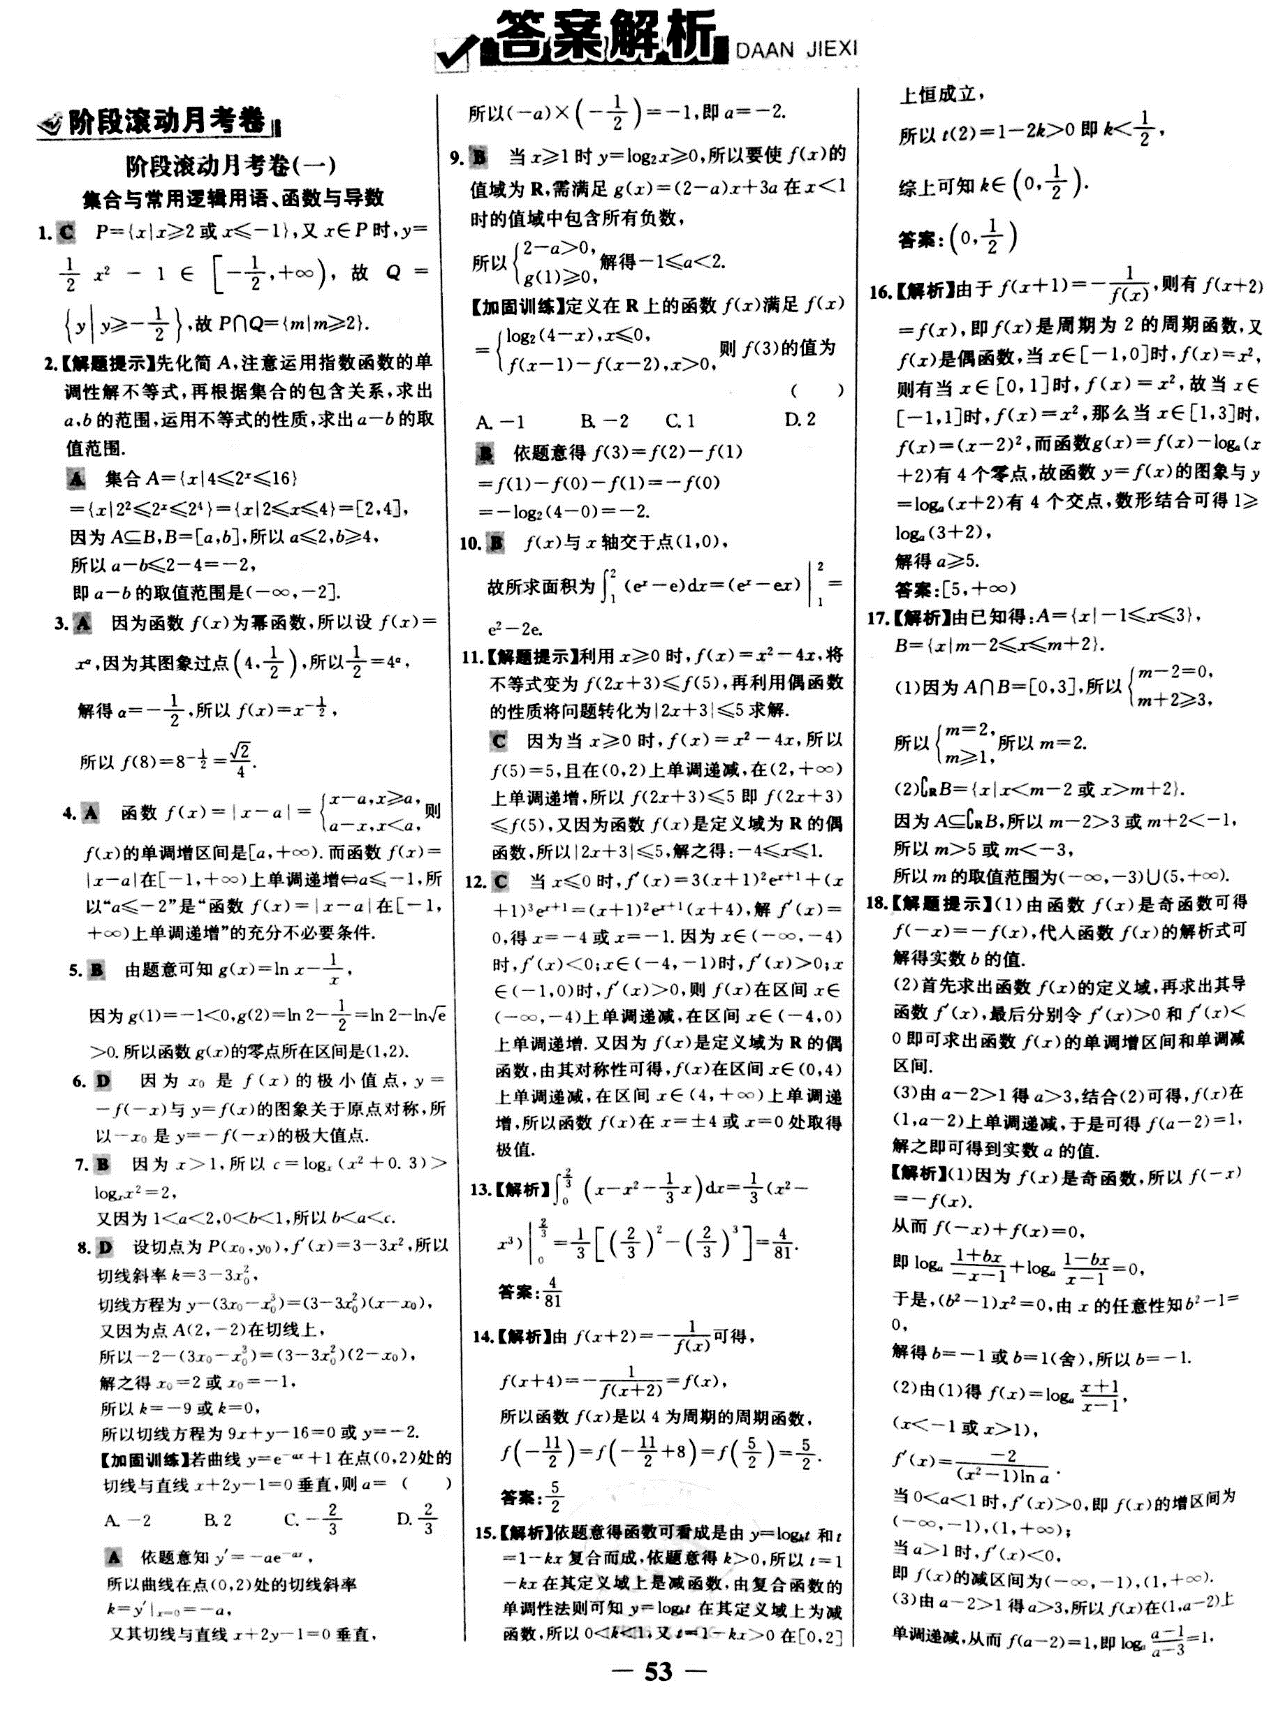 答案解析 DAAN JIEXI
阶段滚动月考卷
阶段滚动月考卷(一)
集合与常用逻辑用语、函数与导数
1. C P={x|x≥2或x≤-1},又x∈P时,y=
1/2 x²-1∈[-1/2,+∞),故 Q=
{y|y≥-1/2},故P∩Q={m|m≥2}.
2.【解题提示】先化简A,注意运用指数函数的单
调性解不等式,再根据集合的包含关系,求出
a,b的范围,运用不等式的性质,求出a-b的取
值范围.
A 集合A={x|4≤2ˣ≤16}
={x|2²≤2ˣ≤2⁴}={x|2≤x≤4}=[2,4],
因为A⊆B,B=[a,b],所以a≤2,b≥4,
所以a-b≤2-4=-2,
即a-b的取值范围是(-∞,-2].
3. A 因为函数f(x)为幂函数,所以设f(x)=
x^α,因为其图象过点(4,1/2),所以1/2=4^α,
解得α=-1/2,所以f(x)=x^(-1/2),
所以f(8)=8^(-1/2)=√2/4.
4. A 函数f(x)=|x-a|={x-a,x≥a, a-x,x<a, 则
f(x)的单调增区间是[a,+∞).而函数f(x)=
|x-a|在[-1,+∞)上单调递增⇔a≤-1,所
以“a≤-2”是“函数f(x)=|x-a|在[-1,
+∞)上单调递增”的充分不必要条件.
5. B 由题意可知g(x)=ln x-1/x,
因为g(1)=-1<0,g(2)=ln 2-1/2=ln 2-ln√e
>0.所以函数g(x)的零点所在区间是(1,2).
6. D 因为x₀是f(x)的极小值点,y=
-f(-x)与y=f(x)的图象关于原点对称,所
以-x₀是y=-f(-x)的极大值点.
7. B 因为x>1,所以c=logₓ(x²+0.3)>
logₓx²=2,
又因为1<a<2,0<b<1,所以b<a<c.
8. D 设切点为P(x₀,y₀),f′(x)=3-3x²,所以
切线斜率k=3-3x₀²,
切线方程为y-(3x₀-x₀³)=(3-3x₀²)(x-x₀),
又因为点A(2,-2)在切线上,
所以-2-(3x₀-x₀³)=(3-3x₀²)(2-x₀),
解之得x₀=2或x₀=-1,
所以k=-9或k=0,
所以切线方程为9x+y-16=0或y=-2.
【加固训练】若曲线y=e^(-ax)+1在点(0,2)处的
切线与直线x+2y-1=0垂直,则a= ( )
A.-2 B.2 C.-2/3 D.2/3
A 依题意知y′=-ae^(-ax),
所以曲线在点(0,2)处的切线斜率
k=y′|ₓ₌₀=-a,
又其切线与直线x+2y-1=0垂直,
所以(-a)×(-1/2)=-1,即a=-2.
9. B 当x≥1时y=log₂x≥0,所以要使f(x)的
值域为R,需满足g(x)=(2-a)x+3a在x<1
时的值域中包含所有负数,
所以{2-a>0, g(1)≥0, 解得-1≤a<2.
【加固训练】定义在R上的函数f(x)满足f(x)
={log₂(4-x),x≤0, f(x-1)-f(x-2),x>0, 则f(3)的值为
( )
A.-1 B.-2 C.1 D.2
B 依题意得f(3)=f(2)-f(1)
=f(1)-f(0)-f(1)=-f(0)
=-log₂(4-0)=-2.
10. B f(x)与x轴交于点(1,0),
故所求面积为∫₁²(eˣ-e)dx=(eˣ-ex)|₁²=
e²-2e.
11.【解题提示】利用x≥0时,f(x)=x²-4x,将
不等式变为f(2x+3)≤f(5),再利用偶函数
的性质将问题转化为|2x+3|≤5求解.
C 因为当x≥0时,f(x)=x²-4x,所以
f(5)=5,且在(0,2)上单调递减,在(2,+∞)
上单调递增,所以f(2x+3)≤5即f(2x+3)
≤f(5),又因为函数f(x)是定义域为R的偶
函数,所以|2x+3|≤5,解之得:-4≤x≤1.
12. C 当x≤0时,f′(x)=3(x+1)²eˣ⁺¹+(x
+1)³eˣ⁺¹=(x+1)²eˣ⁺¹(x+4),解f′(x)=
0,得x=-4或x=-1.因为x∈(-∞,-4)
时,f′(x)<0;x∈(-4,-1)时,f′(x)>0;x
∈(-1,0)时,f′(x)>0,则f(x)在区间x∈
(-∞,-4)上单调递减,在区间x∈(-4,0)
上单调递增.又因为f(x)是定义域为R的偶
函数,由其对称性可得,f(x)在区间x∈(0,4)
上单调递减,在区间x∈(4,+∞)上单调递
增,所以函数f(x)在x=±4或x=0处取得
极值.
13.【解析】∫₀^(2/3)(x-x²-1/3x)dx=1/3(x²-
x³)|₀^(2/3)=1/3[(2/3)²-(2/3)³]=4/81.
答案:4/81
14.【解析】由f(x+2)=-1/f(x)可得,
f(x+4)=-1/f(x+2)=f(x),
所以函数f(x)是以4为周期的周期函数,
f(-11/2)=f(-11/2+8)=f(5/2)=5/2.
答案:5/2
15.【解析】依题意得函数可看成是由y=logₖt和t
=1-kx复合而成,依题意得k>0,所以t=1
-kx在其定义域上是减函数,由复合函数的
单调性法则可知y=logₖt在其定义域上为减
函数,所以0<k<1,又t=1-kx>0在[0,2]
上恒成立,
所以t(2)=1-2k>0即k<1/2,
综上可知k∈(0,1/2).
答案:(0,1/2)
16.【解析】由于f(x+1)=-1/f(x),则有f(x+2)
=f(x),即f(x)是周期为2的周期函数,又
f(x)是偶函数,当x∈[-1,0]时,f(x)=x²,
则有当x∈[0,1]时,f(x)=x²,故当x∈
[-1,1]时,f(x)=x²,那么当x∈[1,3]时,
f(x)=(x-2)²,而函数g(x)=f(x)-logₐ(x
+2)有4个零点,故函数y=f(x)的图象与y
=logₐ(x+2)有4个交点,数形结合可得1≥
logₐ(3+2),
解得a≥5.
答案:[5,+∞)
17.【解析】由已知得:A={x|-1≤x≤3},
B={x|m-2≤x≤m+2}.
(1)因为A∩B=[0,3],所以{m-2=0, m+2≥3,
所以{m=2, m≥1, 所以m=2.
(2)∁RB={x|x<m-2或x>m+2}.
因为A⊆∁RB,所以m-2>3或m+2<-1,
所以m>5或m<-3,
所以m的取值范围为(-∞,-3)∪(5,+∞).
18.【解题提示】(1)由函数f(x)是奇函数可得
f(-x)=-f(x),代入函数f(x)的解析式可
解得实数b的值.
(2)首先求出函数f(x)的定义域,再求出其导
函数f′(x),最后分别令f′(x)>0和f′(x)<
0即可求出函数f(x)的单调增区间和单调减
区间.
(3)由a-2>1得a>3,结合(2)可得,f(x)在
(1,a-2)上单调递减,于是可得f(a-2)=1,
解之即可得到实数a的值.
【解析】(1)因为f(x)是奇函数,所以f(-x)
=-f(x).
从而f(-x)+f(x)=0,
即logₐ (1+bx)/(-x-1)+logₐ (1-bx)/(x-1)=0,
于是,(b²-1)x²=0,由x的任意性知b²-1=
0,
解得b=-1或b=1(舍),所以b=-1.
(2)由(1)得f(x)=logₐ (x+1)/(x-1),
(x<-1或x>1),
f′(x)=-2/((x²-1)ln a).
当0<a<1时,f′(x)>0,即f(x)的增区间为
(-∞,-1),(1,+∞);
当a>1时,f′(x)<0,
即f(x)的减区间为(-∞,-1),(1,+∞).
(3)由a-2>1得a>3,所以f(x)在(1,a-2)上
单调递减,从而f(a-2)=1,即logₐ (a-1)/(a-3)=1,
— 53 —